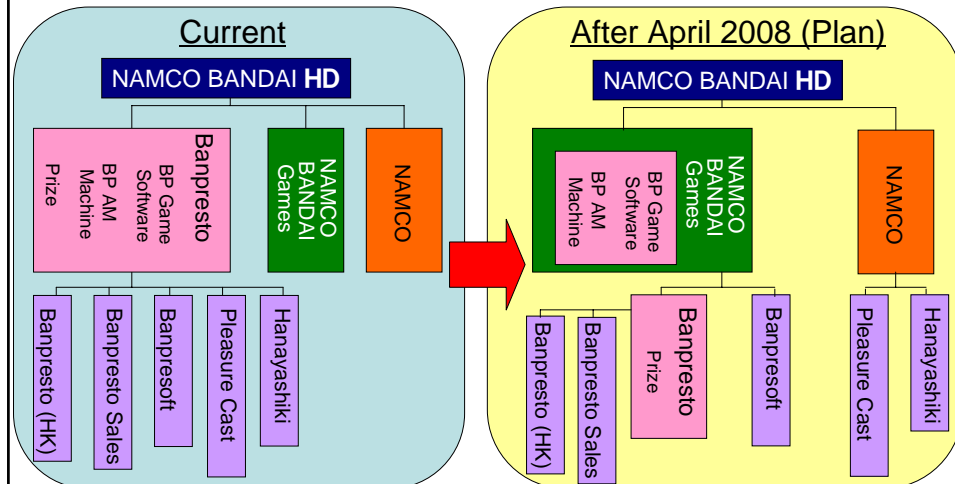 Current
NAMCO BANDAI HD
Banpresto
BP Game
Software
BP AM
Machine
Prize
NAMCO
BANDAI
Games
NAMCO
Banpresto (HK)
Banpresto Sales
Banpresoft
Pleasure Cast
Hanayashiki
After April 2008 (Plan)
NAMCO BANDAI HD
NAMCO
BANDAI
Games
BP Game
Software
BP AM
Machine
NAMCO
Banpresto (HK)
Banpresto Sales
Banpresto
Prize
Banpresoft
Pleasure Cast
Hanayashiki